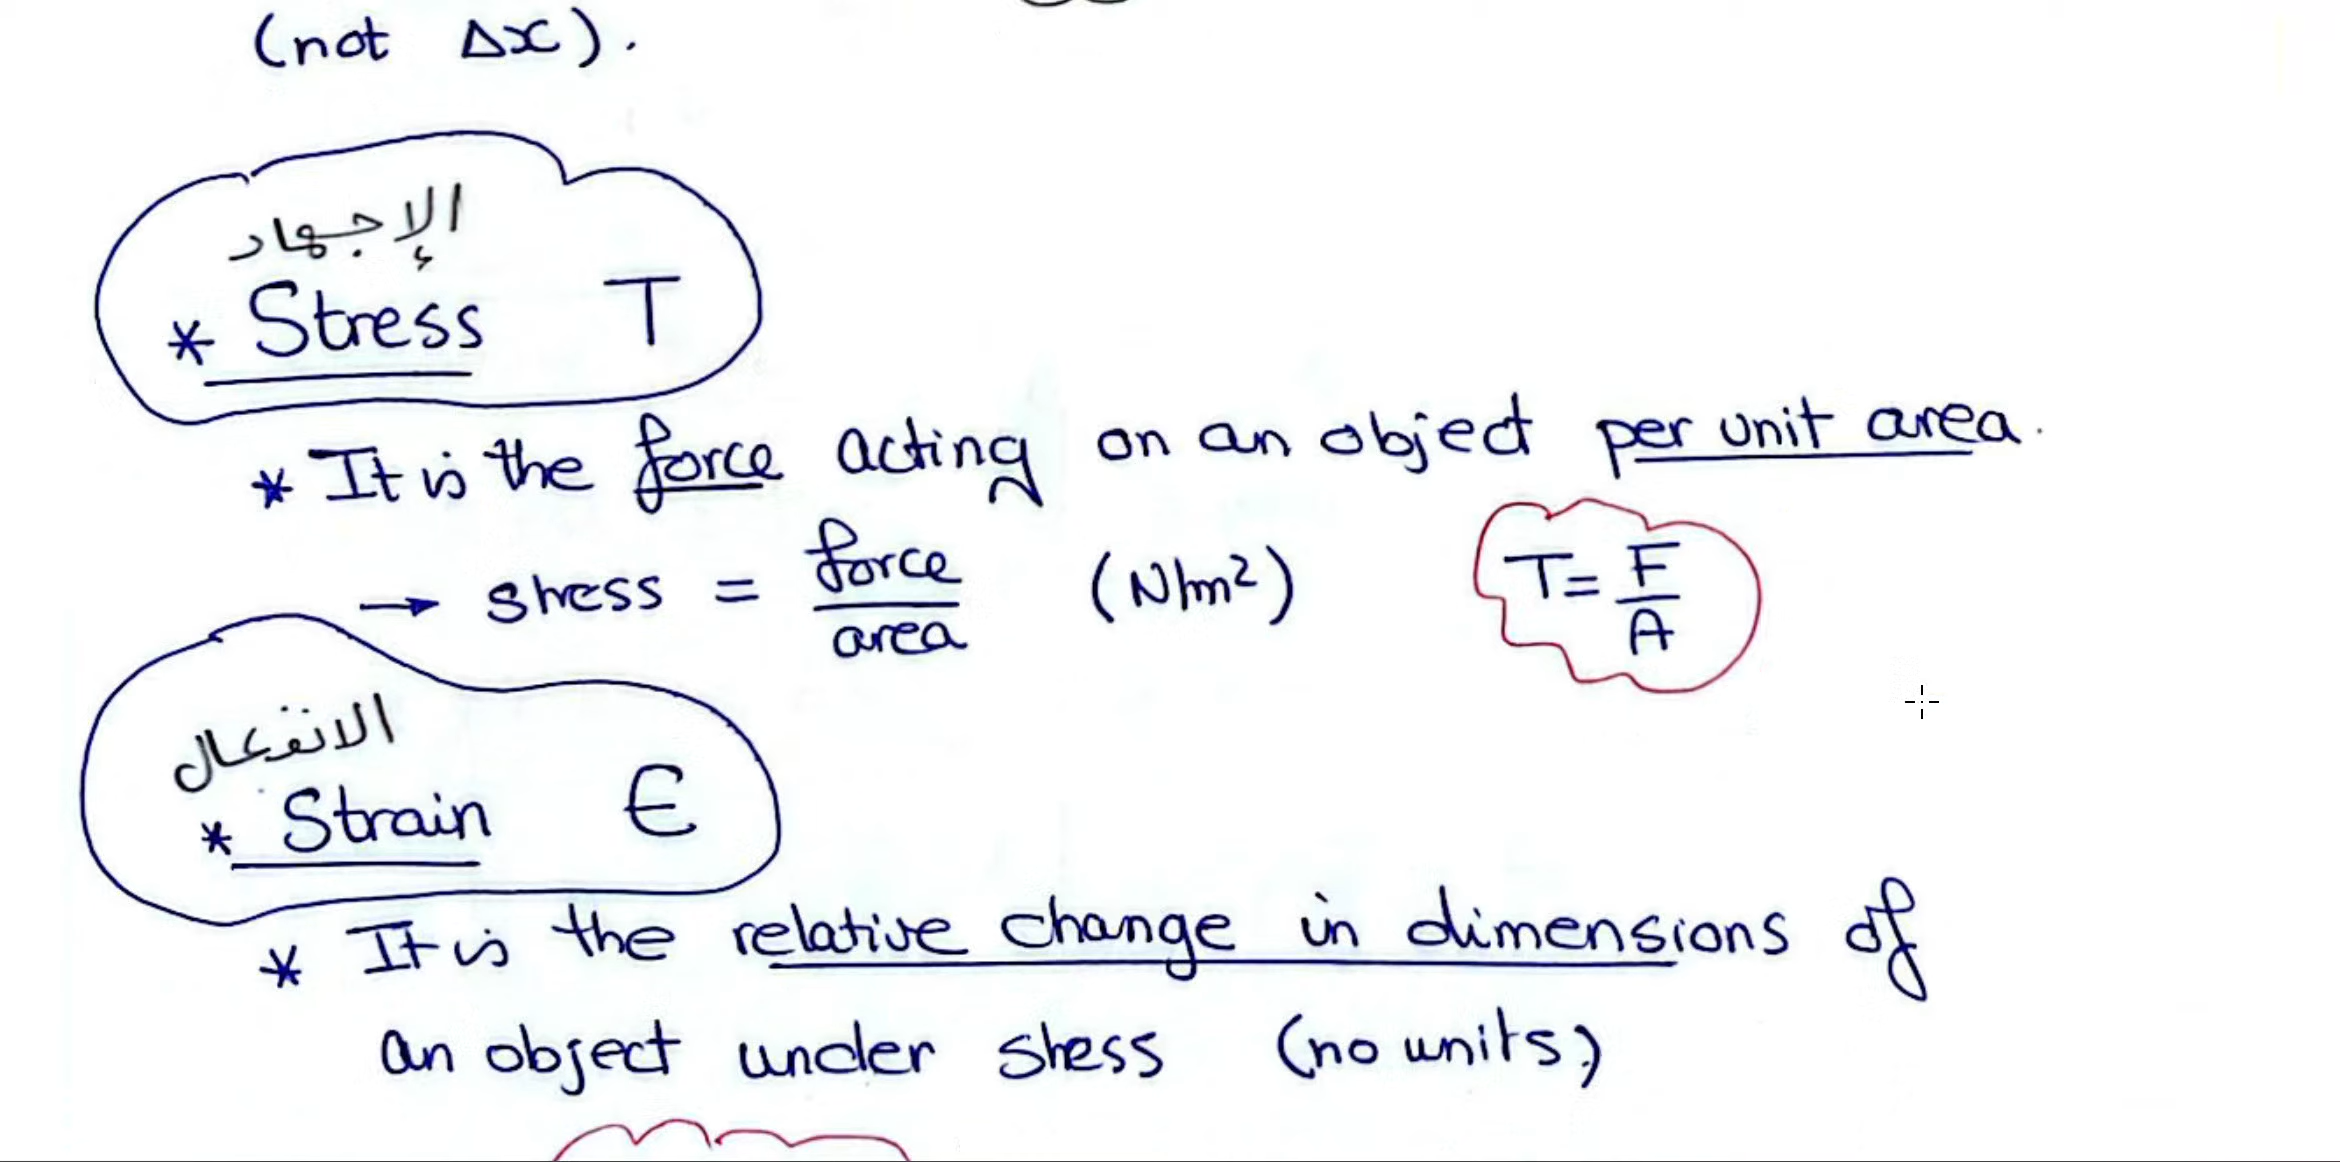 (not Δx).
الإجهاد
* Stress T
* It is the force acting on an object per unit area.
→ stress = force / area (N/m²) T = F / A
الانفعال
* Strain ϵ
* It is the relative change in dimensions of
an object under stress (no units)